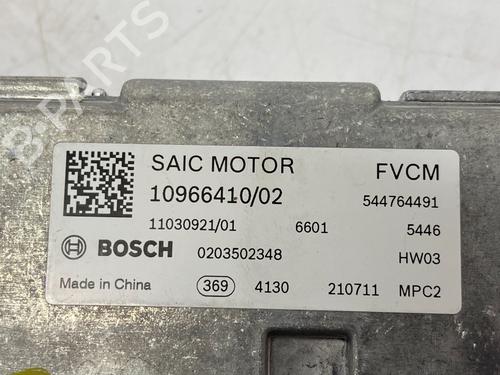 SAIC MOTOR FVCM
10966410/02 544764491
11030921/01 6601 5446
BOSCH 0203502348 HW03
Made in China 369 4130 210711 MPC2
B-PARTS